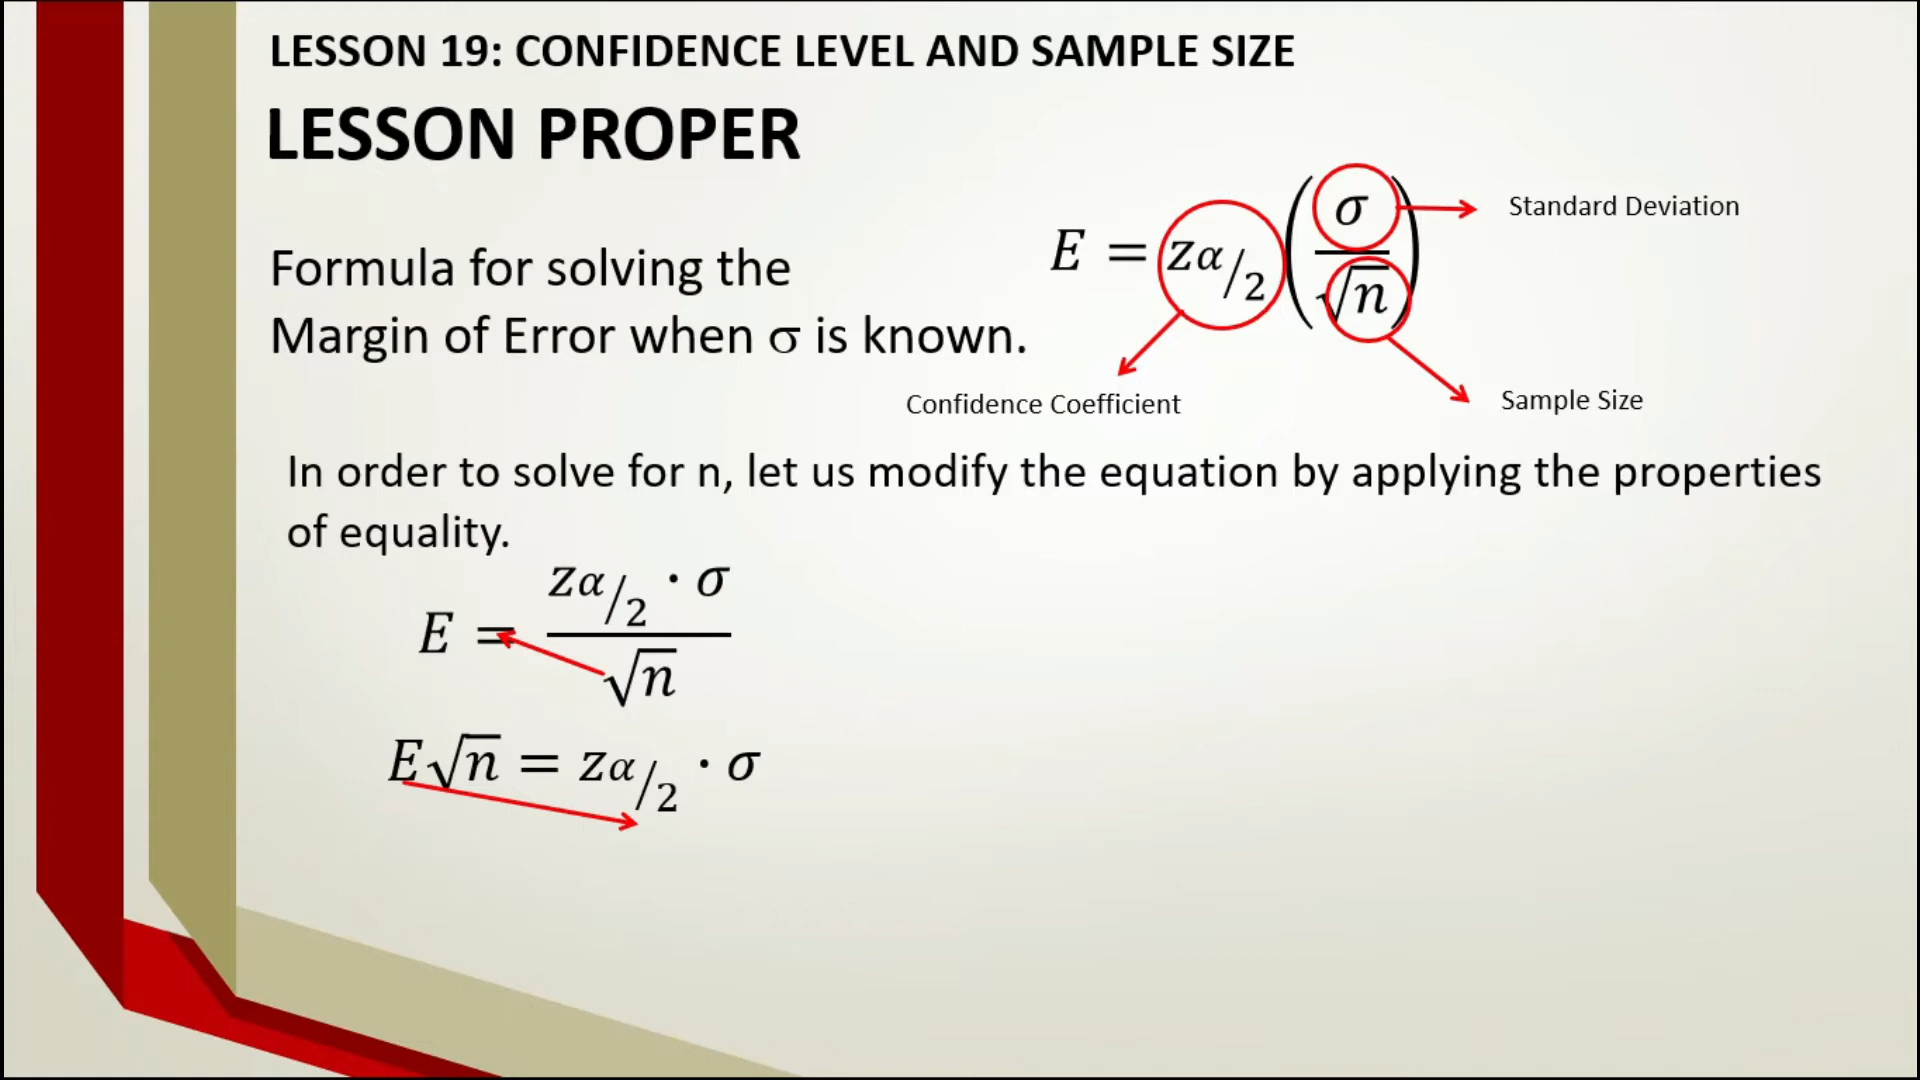 LESSON 19: CONFIDENCE LEVEL AND SAMPLE SIZE
LESSON PROPER
Formula for solving the
Margin of Error when σ is known.
E = zα/2 (σ/√n)
Standard Deviation
Confidence Coefficient
Sample Size
In order to solve for n, let us modify the equation by applying the properties
of equality.
E = zα/2 · σ / √n
E√n = zα/2 · σ